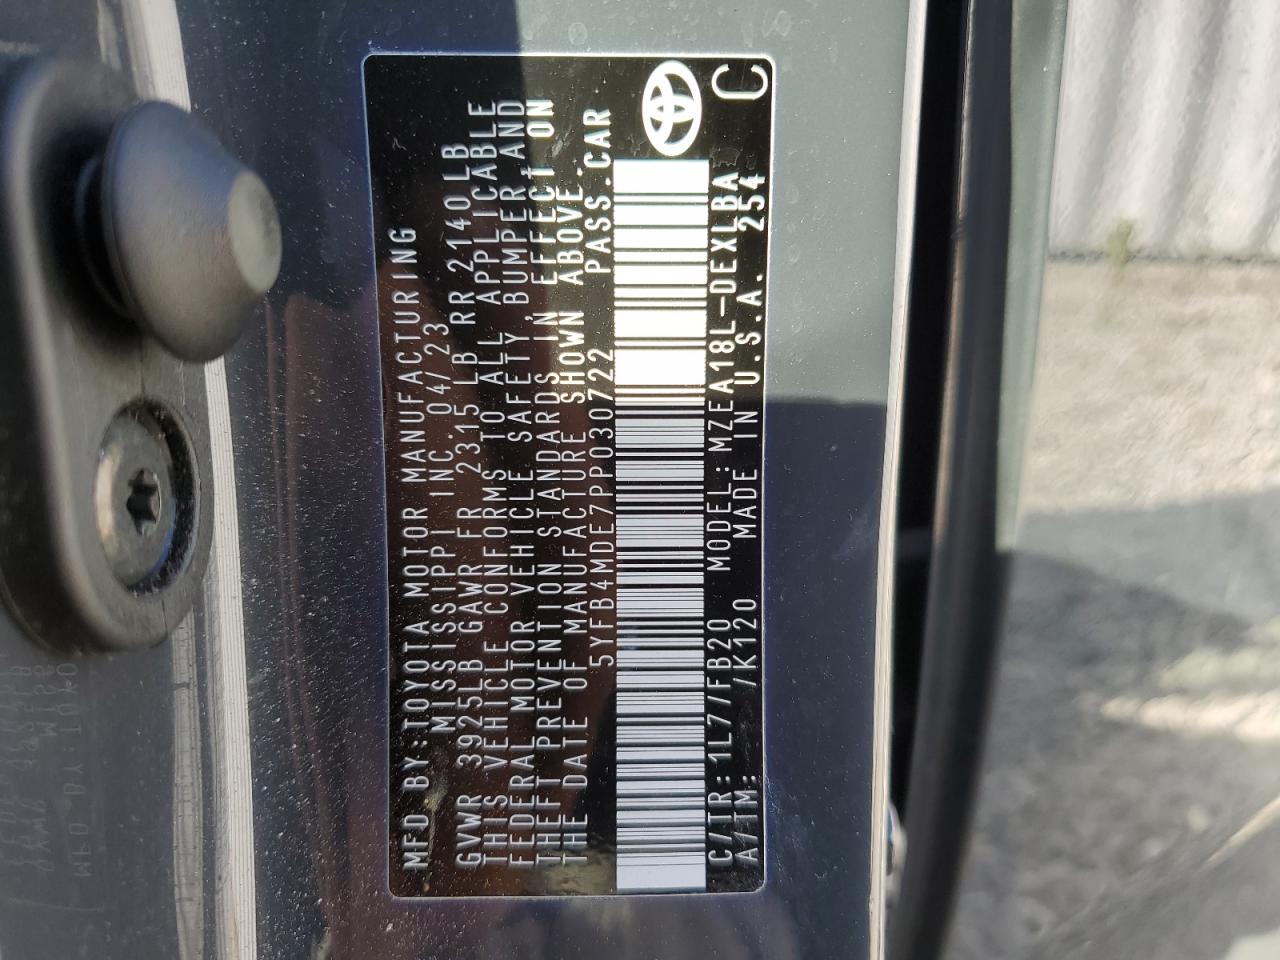 MFD BY:TOYOTA MOTOR MANUFACTURING
MISSISSIPPI INC. 04/23
GVWR 3925LB GAWR FR 2315 LB RR 2140LB
THIS VEHICLE CONFORMS TO ALL APPLICABLE
FEDERAL MOTOR VEHICLE SAFETY, BUMPER, AND
THEFT PREVENTION STANDARDS IN EFFECT ON
THE DATE OF MANUFACTURE SHOWN ABOVE.
5YFB4MDE7PP030722 PASS.CAR
C/TR:1L7/FB20 MODEL:MZEA18L-DEXLBA
A/TM: /K120 MADE IN U.S.A. 254 C